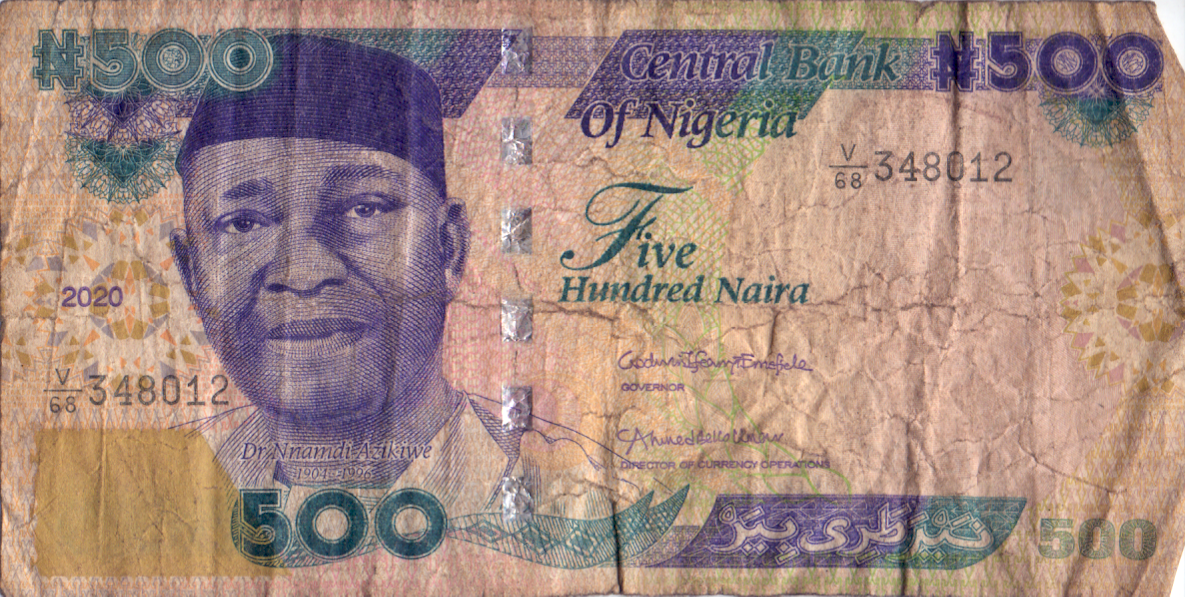 ₦500
Central Bank
Of Nigeria
₦500
V/68 348012
Five
Hundred Naira
2020
GOVERNOR
V/68 348012
Dr Nnamdi Azikiwe
1904 - 1996
DIRECTOR OF CURRENCY OPERATIONS
500
500